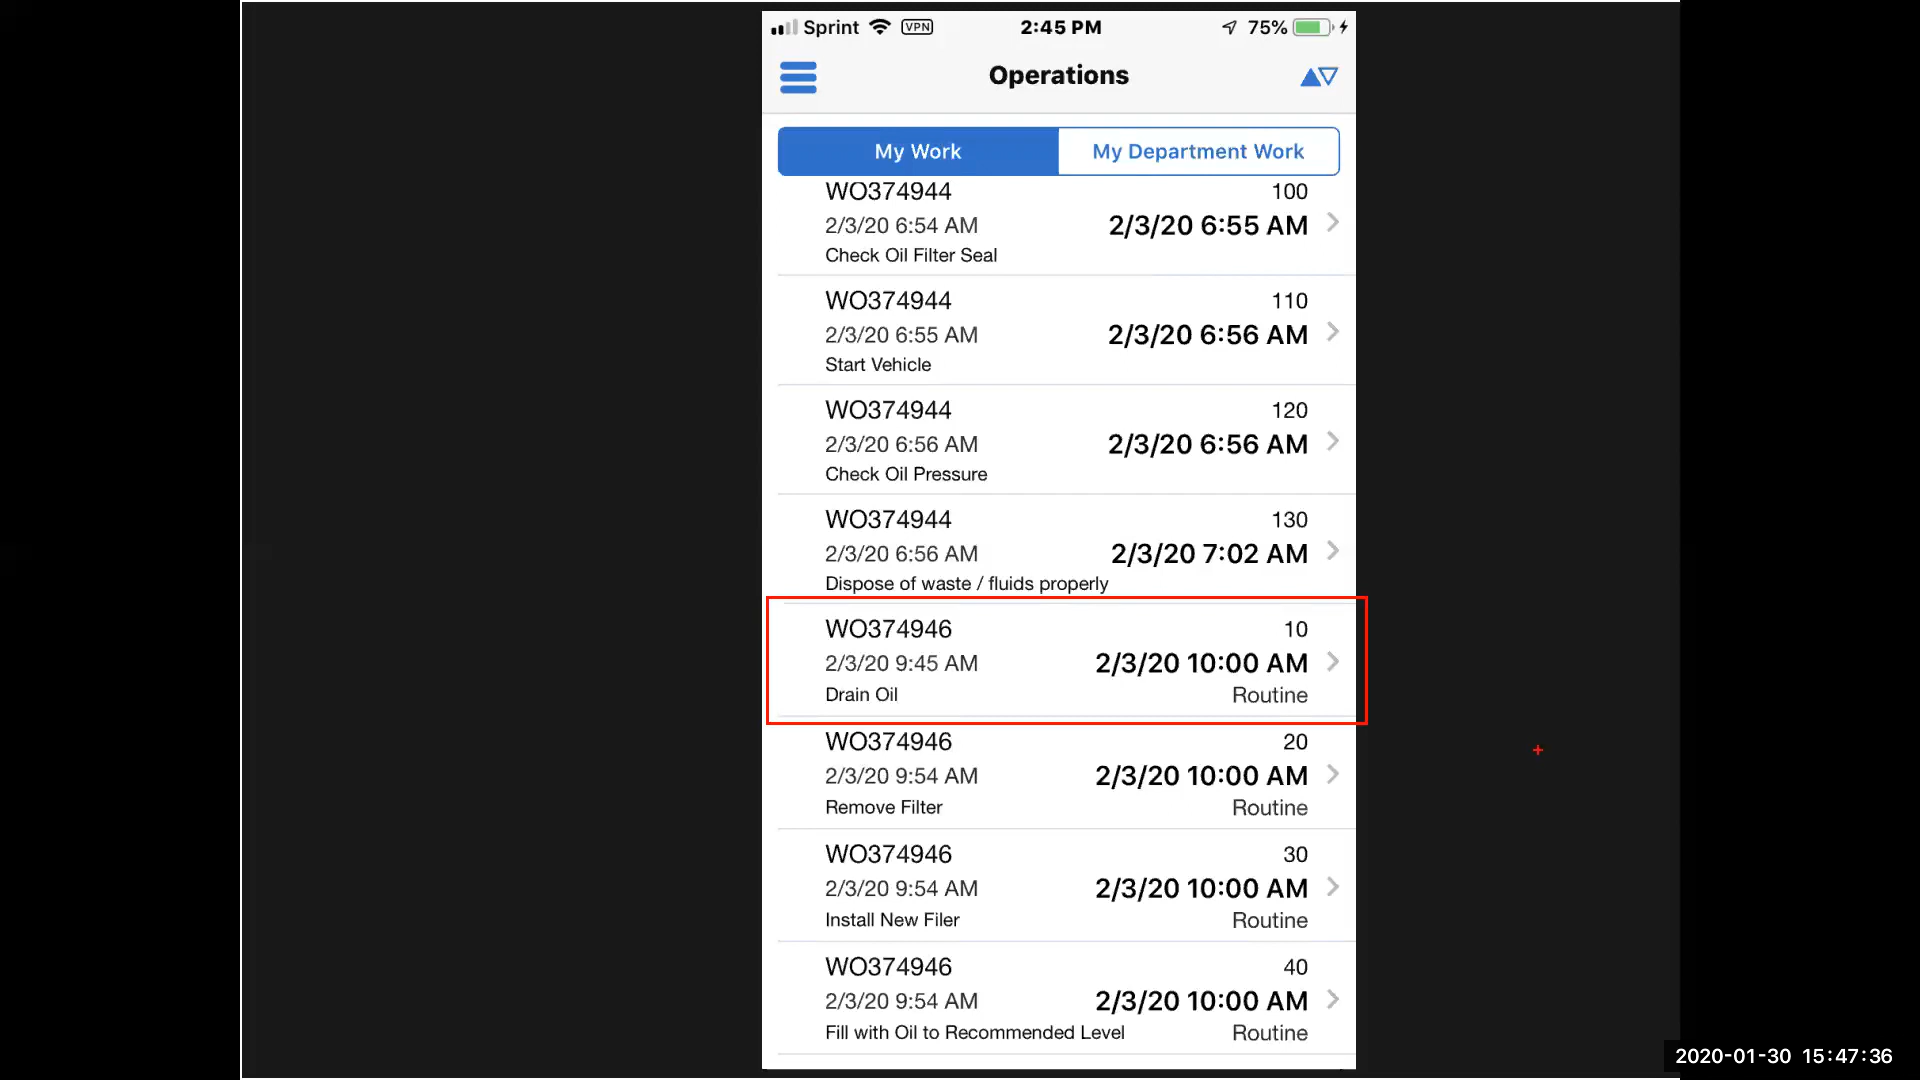 Sprint VPN 2:45 PM 75%
Operations
My Work My Department Work
WO374944 100
2/3/20 6:54 AM 2/3/20 6:55 AM
Check Oil Filter Seal
WO374944 110
2/3/20 6:55 AM 2/3/20 6:56 AM
Start Vehicle
WO374944 120
2/3/20 6:56 AM 2/3/20 6:56 AM
Check Oil Pressure
WO374944 130
2/3/20 6:56 AM 2/3/20 7:02 AM
Dispose of waste / fluids properly
WO374946 10
2/3/20 9:45 AM 2/3/20 10:00 AM
Drain Oil Routine
WO374946 20
2/3/20 9:54 AM 2/3/20 10:00 AM
Remove Filter Routine
WO374946 30
2/3/20 9:54 AM 2/3/20 10:00 AM
Install New Filer Routine
WO374946 40
2/3/20 9:54 AM 2/3/20 10:00 AM
Fill with Oil to Recommended Level Routine
2020-01-30 15:47:36